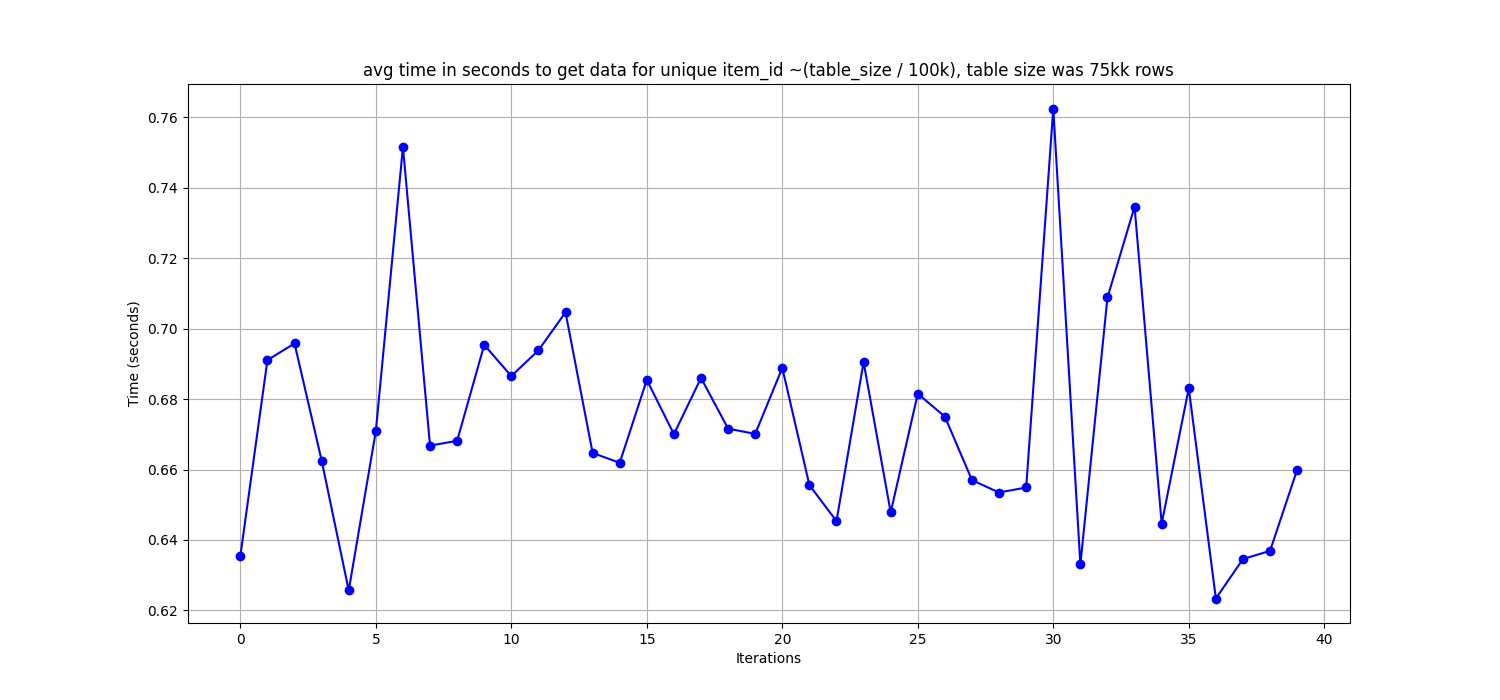 avg time in seconds to get data for unique item_id ~(table_size / 100k), table size was 75kk rows
0.76
0.74
0.72
0.70
0.68
0.66
0.64
0.62
Time (seconds)
0 5 10 15 20 25 30 35 40
Iterations